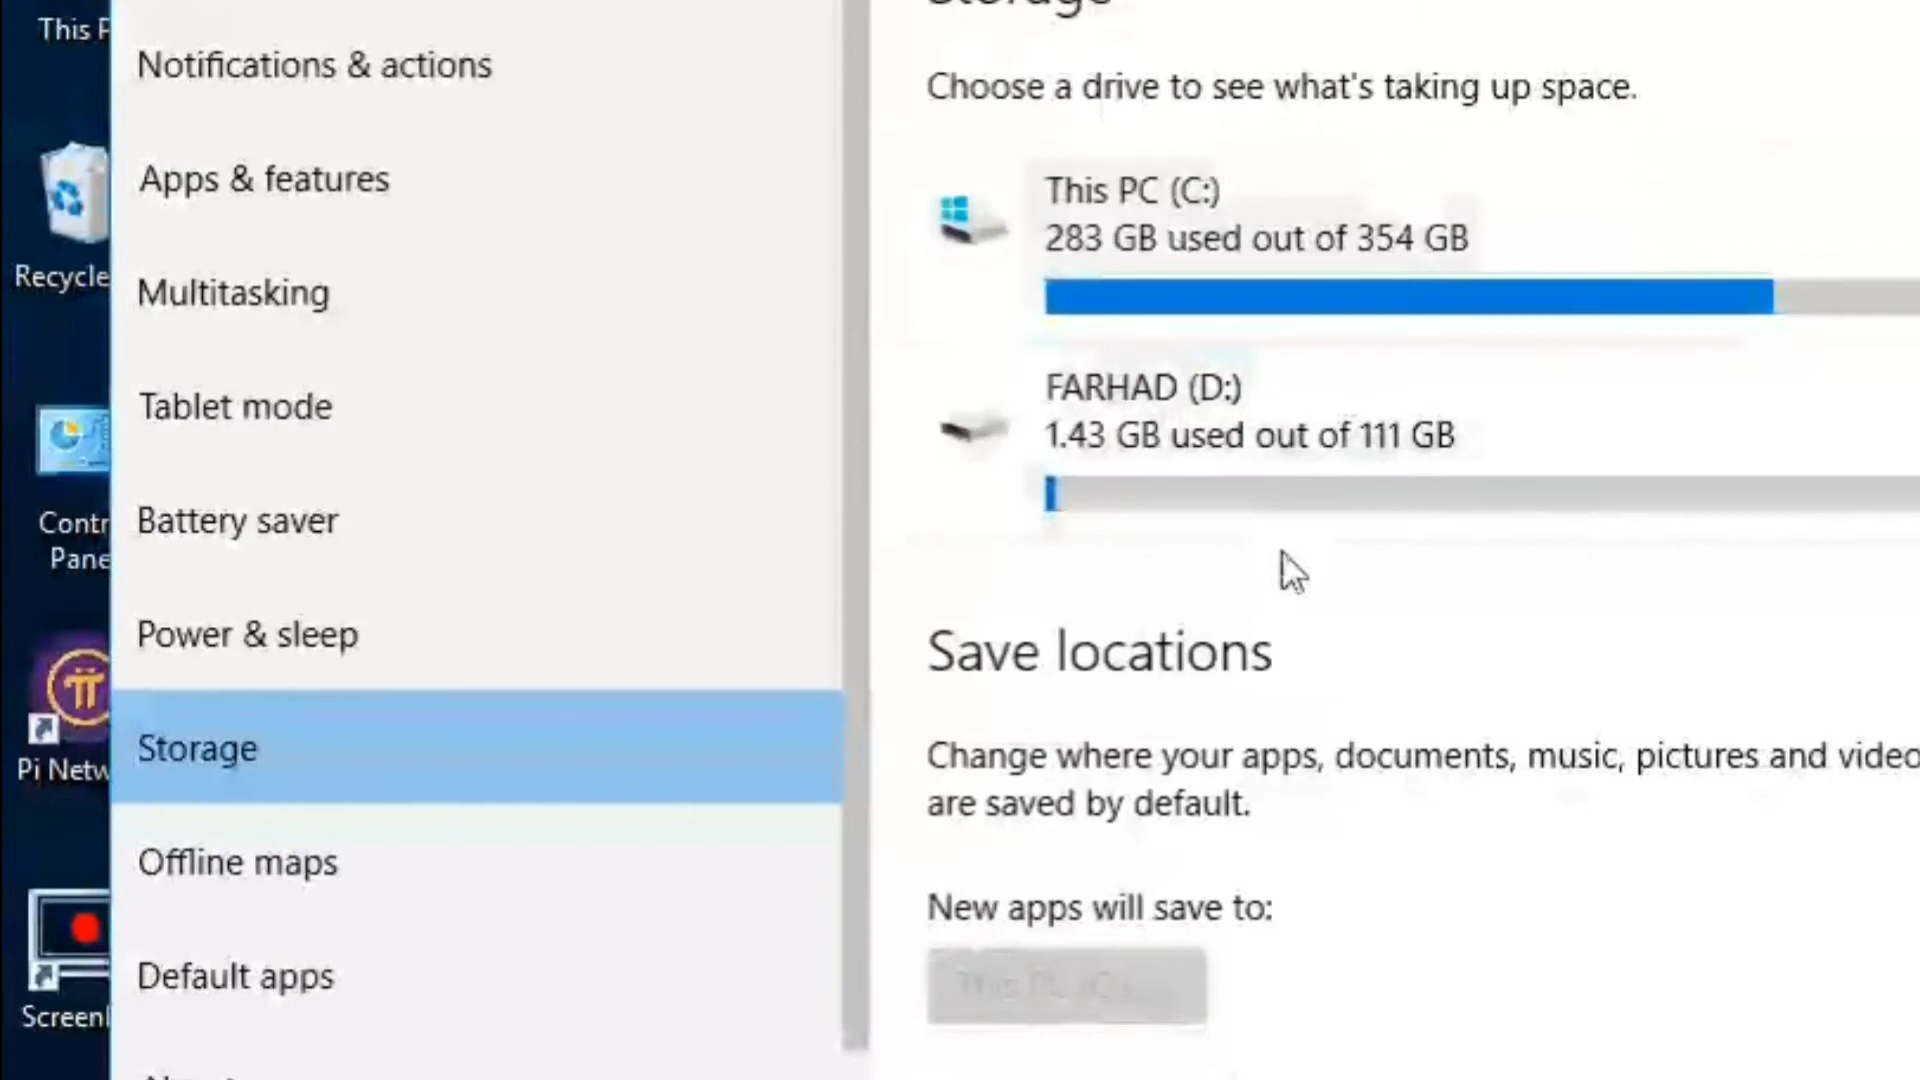 Storage
Choose a drive to see what's taking up space.
This PC (C:)
283 GB used out of 354 GB
FARHAD (D:)
1.43 GB used out of 111 GB
Save locations
Change where your apps, documents, music, pictures and video
are saved by default.
New apps will save to:
This PC (C:)
Notifications & actions
Apps & features
Multitasking
Tablet mode
Battery saver
Power & sleep
Storage
Offline maps
Default apps
This P
Recycle
Contr
Pane
Pi Netw
Screenl